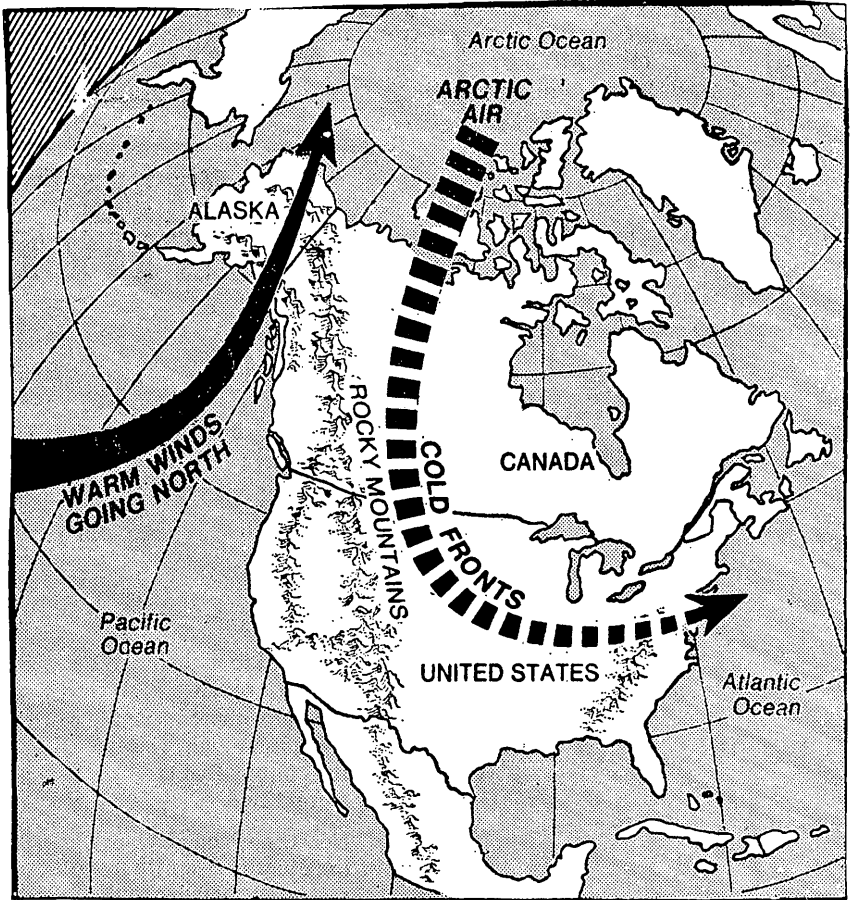 Arctic Ocean
ARCTIC
AIR
ALASKA
WARM WINDS
GOING NORTH
ROCKY MOUNTAINS
COLD FRONTS
CANADA
Pacific
Ocean
UNITED STATES
Atlantic
Ocean